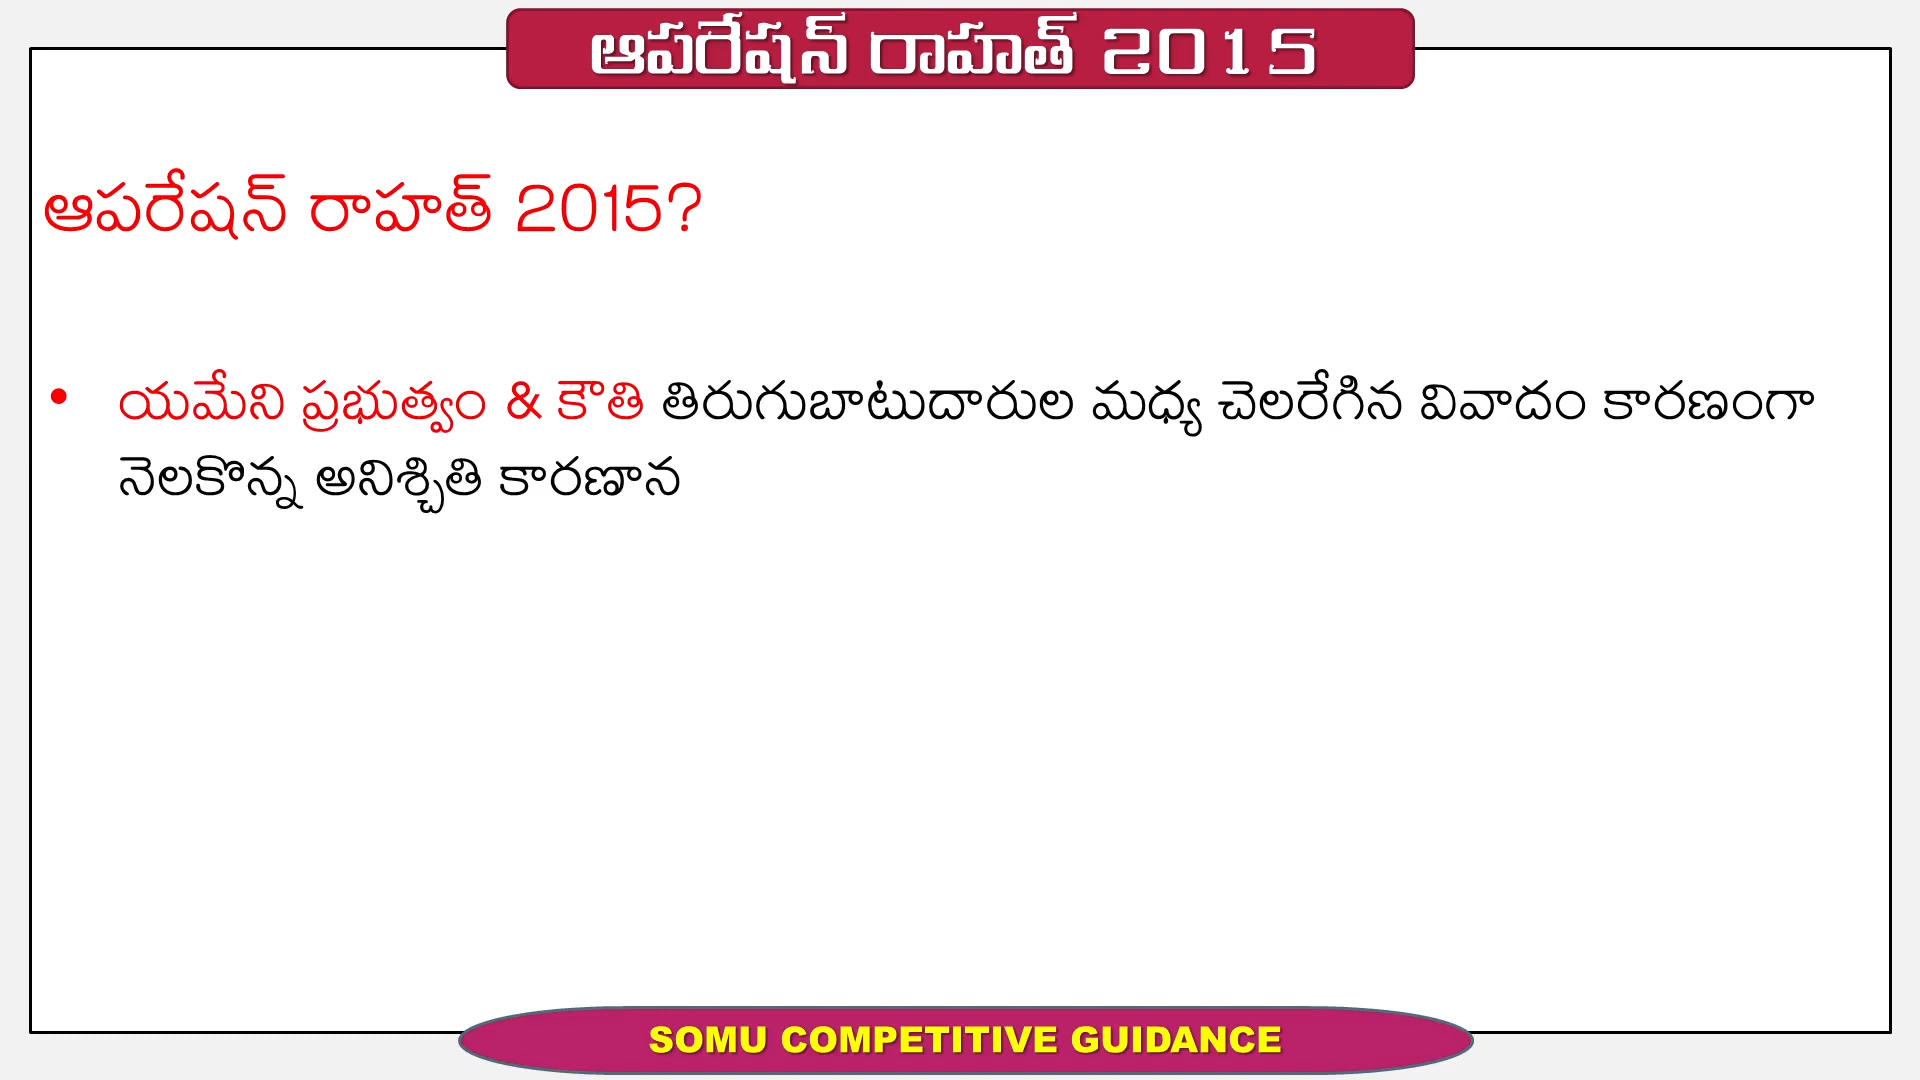 ఆపరేషన్ రాహత్ 2015
ఆపరేషన్ రాహత్ 2015?
• యమేని ప్రభుత్వం & కౌతి తిరుగుబాటుదారుల మధ్య చెలరేగిన వివాదం కారణంగా
నెలకొన్న అనిశ్చితి కారణాన
SOMU COMPETITIVE GUIDANCE